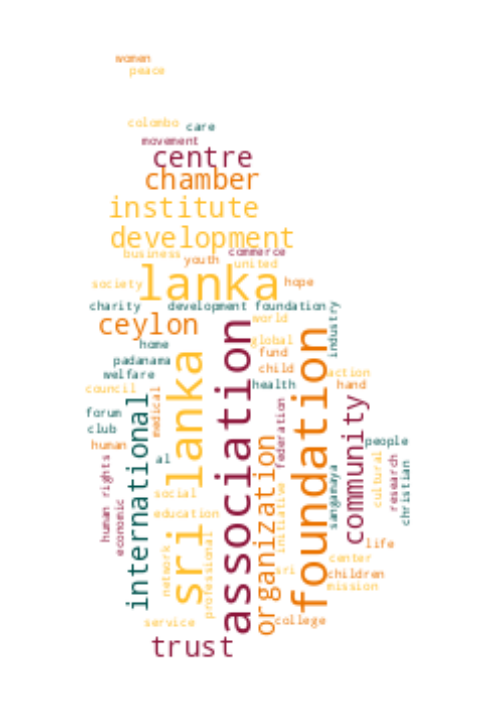 women
peace
colombo
care
movement
centre
chamber
institute
development
business
commerce
youth
united
lanka
society
hope
charity
development foundation
industry
ceylon
world
home
global
padanama
fund
welfare
child
action
council
health
hand
sri lanka
association
foundation
international
medical
community
federation
forum
club
human
people
al
organization
human rights
economic
social
education
initiative
sangamaya
cultural
research
christian
network
professional
life
center
sri
children
mission
service
college
trust